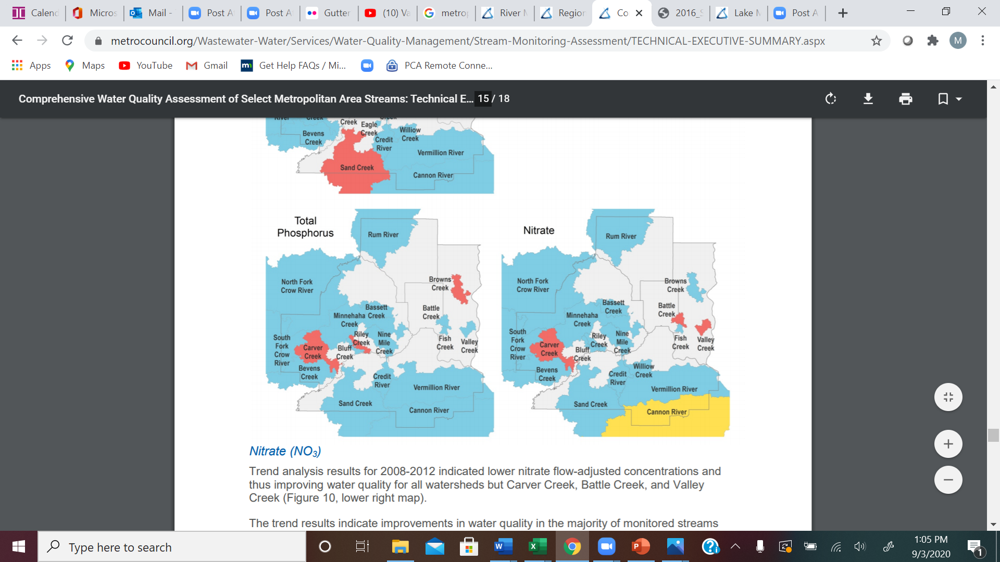 Calend
Micros
Mail -
Post A
Post A
Gutter
(10) Va
metrop
River M
Region
Co
2016_S
Lake M
Post A
metrocouncil.org/Wastewater-Water/Services/Water-Quality-Management/Stream-Monitoring-Assessment/TECHNICAL-EXECUTIVE-SUMMARY.aspx
M
Apps
Maps
YouTube
Gmail
Get Help FAQs / Mi...
PCA Remote Conne...
Comprehensive Water Quality Assessment of Select Metropolitan Area Streams: Technical E... 15 / 18
River
Creek
Bevens
Creek
Creek
Eagle
Creek
Credit
River
Williow
Creek
Vermillion River
Sand Creek
Cannon River
Total
Phosphorus
Rum River
North Fork
Crow River
Browns
Creek
Bassett
Creek
Minnehaha
Creek
Battle
Creek
South
Fork
Crow
River
Carver
Creek
Riley
Creek
Nine
Mile
Creek
Bluff
Creek
Fish
Creek
Valley
Creek
Bevens
Creek
Credit
River
Vermillion River
Sand Creek
Cannon River
Nitrate
Rum River
North Fork
Crow River
Browns
Creek
Bassett
Creek
Minnehaha
Creek
Battle
Creek
South
Fork
Crow
River
Carver
Creek
Riley
Creek
Nine
Mile
Creek
Bluff
Creek
Fish
Creek
Valley
Creek
Bevens
Creek
Credit
River
Williow
Creek
Vermillion River
Sand Creek
Cannon River
Nitrate (NO3)
Trend analysis results for 2008-2012 indicated lower nitrate flow-adjusted concentrations and
thus improving water quality for all watersheds but Carver Creek, Battle Creek, and Valley
Creek (Figure 10, lower right map).
The trend results indicate improvements in water quality in the majority of monitored streams
Type here to search
1:05 PM
9/3/2020
1